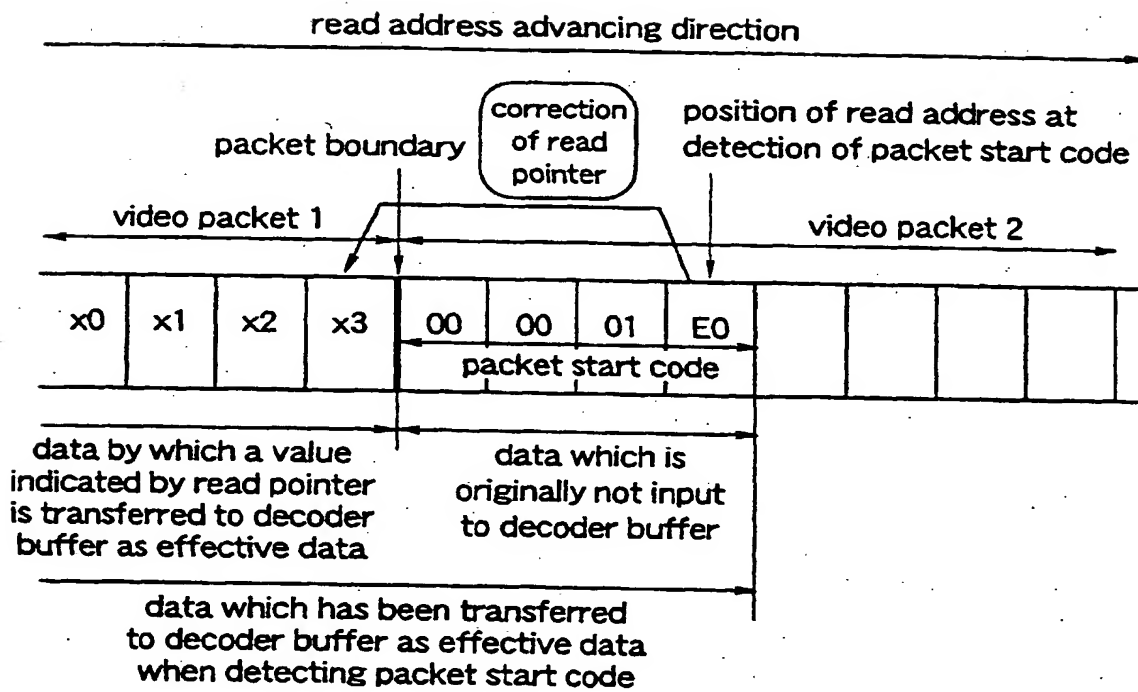 read address advancing direction
correction
of read
pointer
packet boundary
position of read address at
detection of packet start code
video packet 1
video packet 2
x0 x1 x2 x3 00 00 01 E0
packet start code
data by which a value
indicated by read pointer
is transferred to decoder
buffer as effective data
data which is
originally not input
to decoder buffer
data which has been transferred
to decoder buffer as effective data
when detecting packet start code